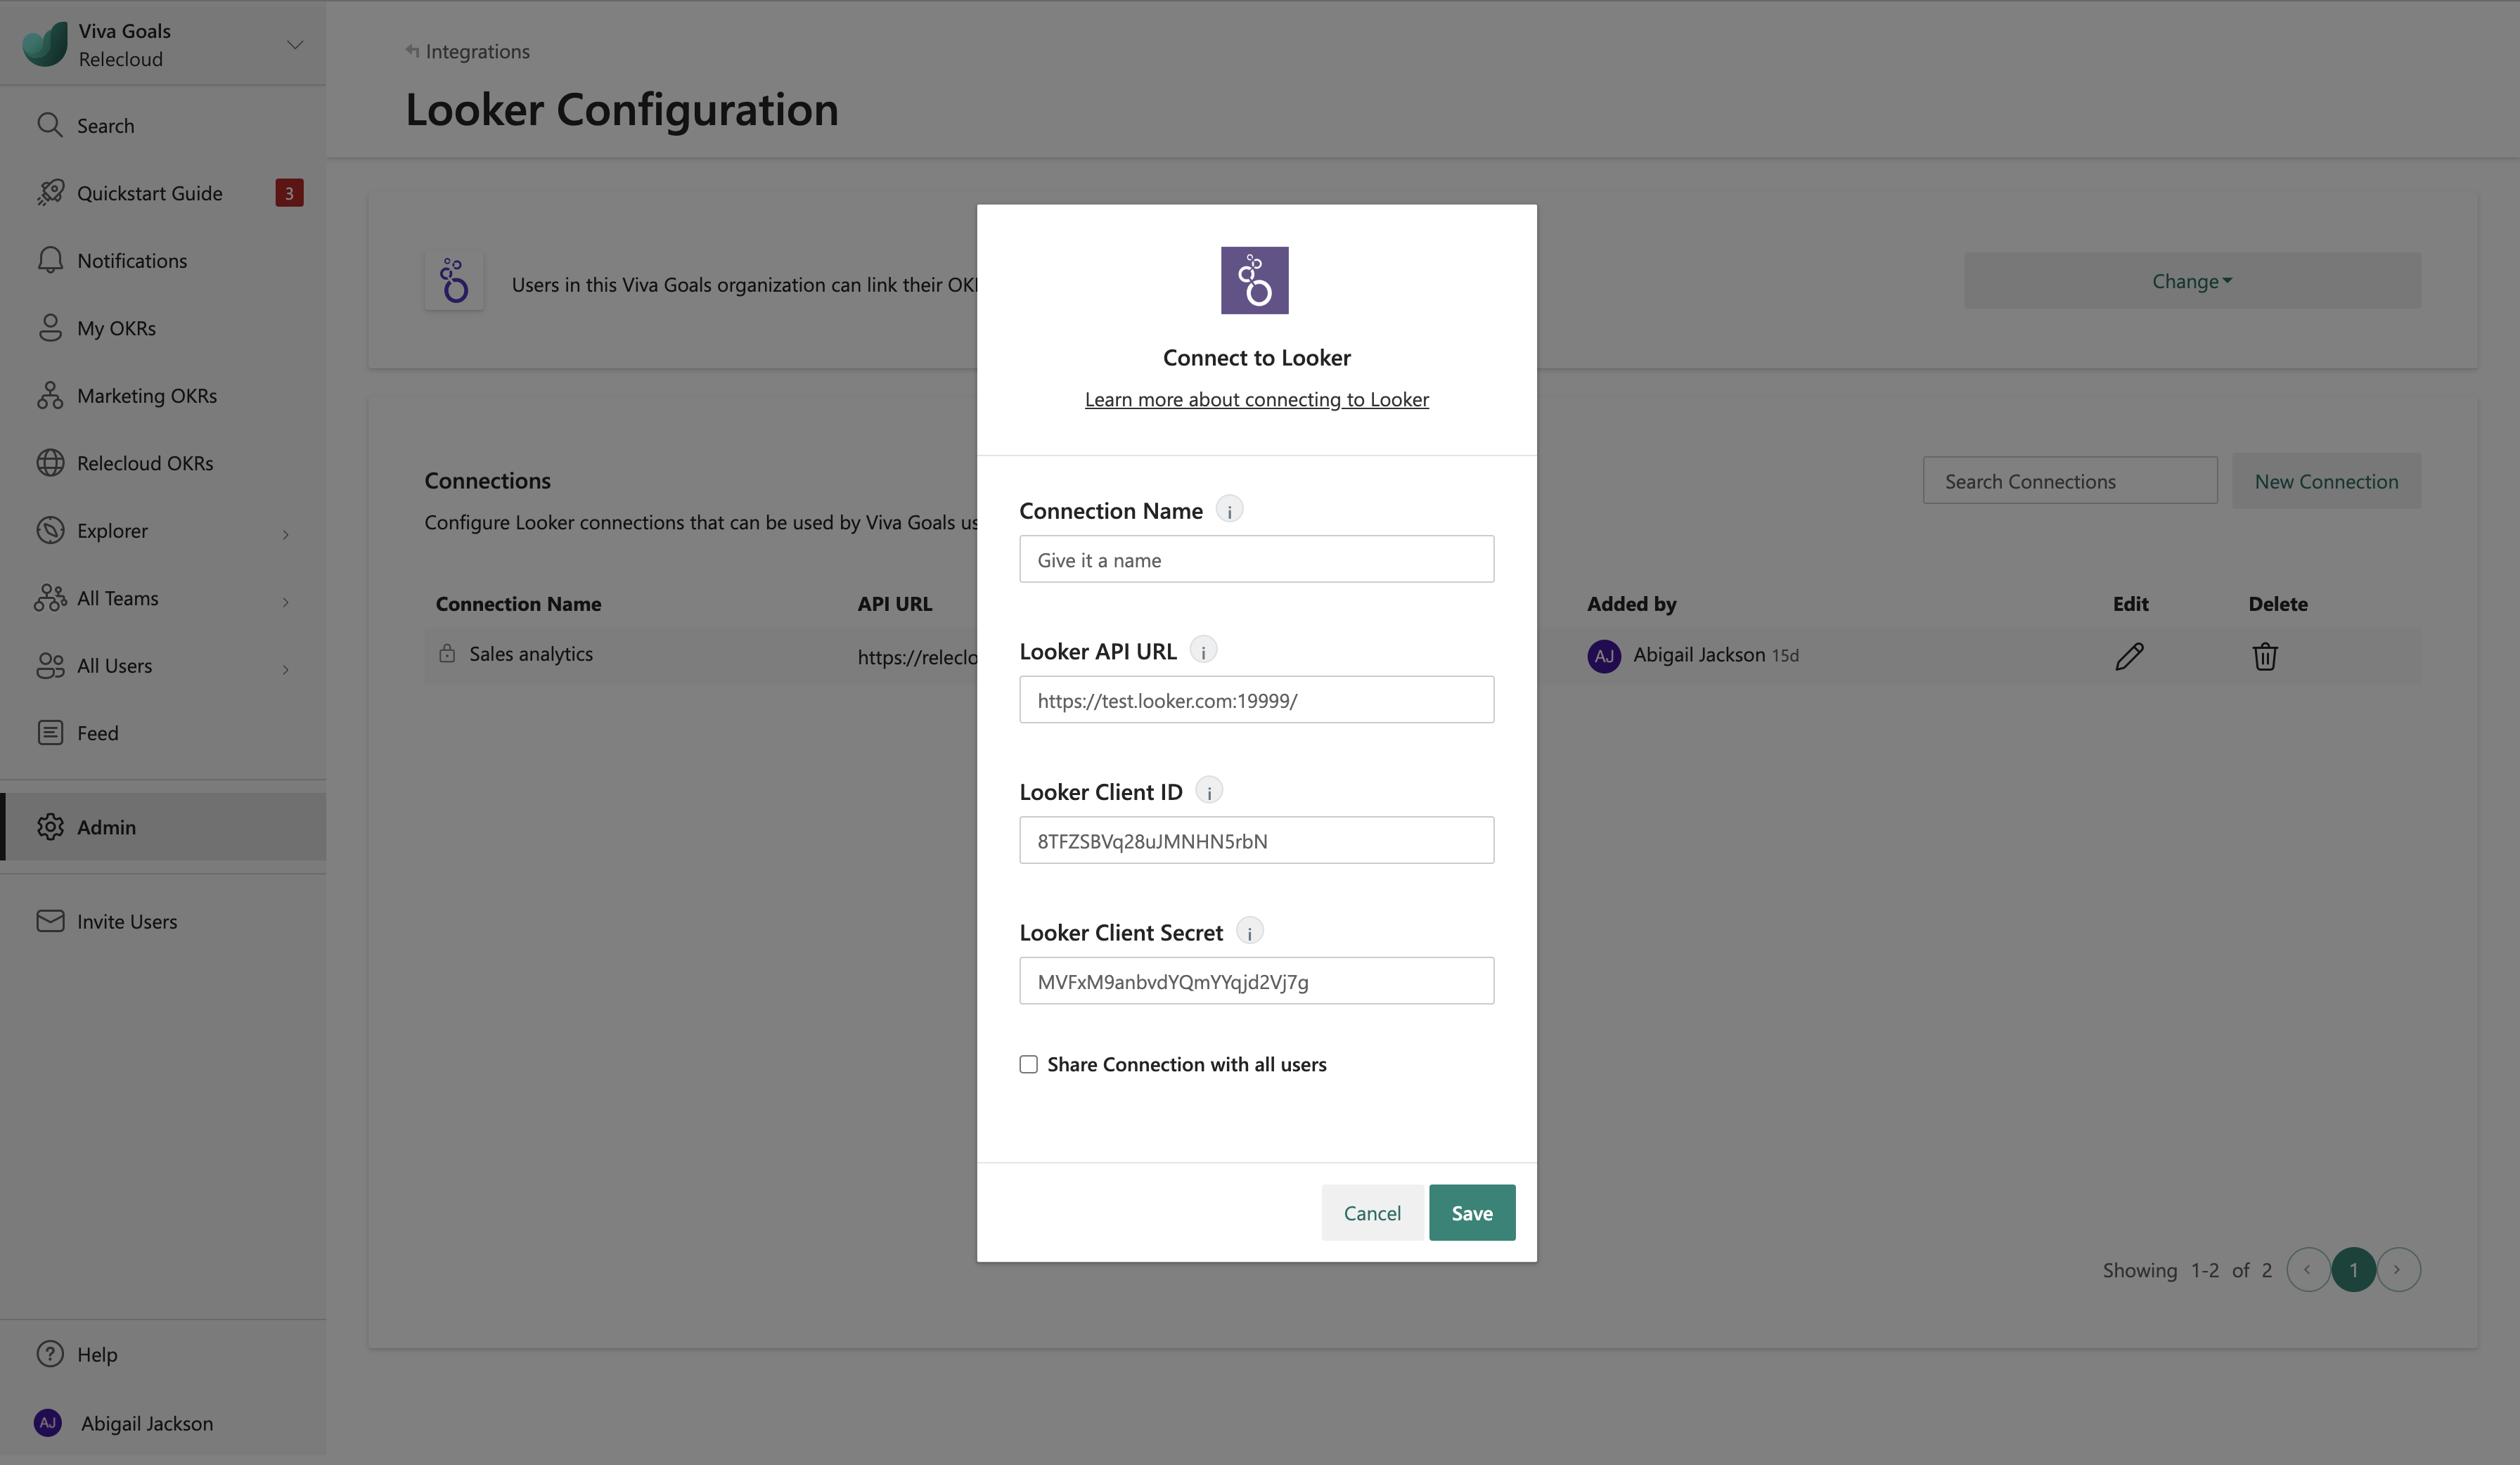 Viva Goals
Relecloud
Search
Quickstart Guide 3
Notifications
My OKRs
Marketing OKRs
Relecloud OKRs
Explorer
All Teams
All Users
Feed
Admin
Invite Users
Help
AJ Abigail Jackson
Integrations
Looker Configuration
Users in this Viva Goals organization can link their OK
Change
Connections
Configure Looker connections that can be used by Viva Goals us
Search Connections
New Connection
Connection Name API URL Added by Edit Delete
Sales analytics https://releclo AJ Abigail Jackson 15d
Showing 1-2 of 2 1
Connect to Looker
Learn more about connecting to Looker
Connection Name i
Give it a name
Looker API URL i
https://test.looker.com:19999/
Looker Client ID i
8TFZSBVq28uJMNHN5rbN
Looker Client Secret i
MVFxM9anbvdYQmYYqjd2Vj7g
Share Connection with all users
Cancel Save